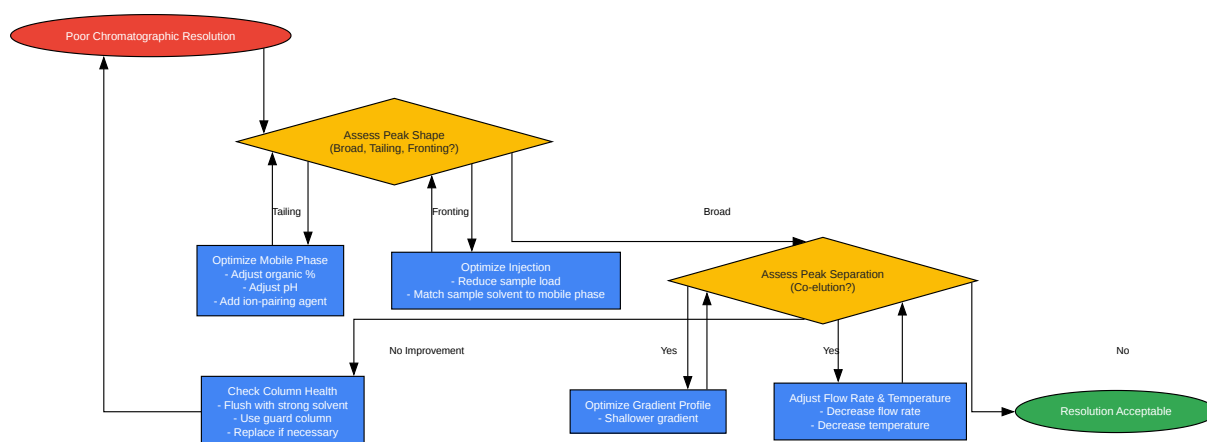 Poor Chromatographic Resolution
Assess Peak Shape
(Broad, Tailing, Fronting?)
Tailing
Fronting
Broad
Optimize Mobile Phase
- Adjust organic %
- Adjust pH
- Add ion-pairing agent
Optimize Injection
- Reduce sample load
- Match sample solvent to mobile phase
Assess Peak Separation
(Co-elution?)
No Improvement
Yes
Yes
No
Check Column Health
- Flush with strong solvent
- Use guard column
- Replace if necessary
Optimize Gradient Profile
- Shallower gradient
Adjust Flow Rate & Temperature
- Decrease flow rate
- Decrease temperature
Resolution Acceptable